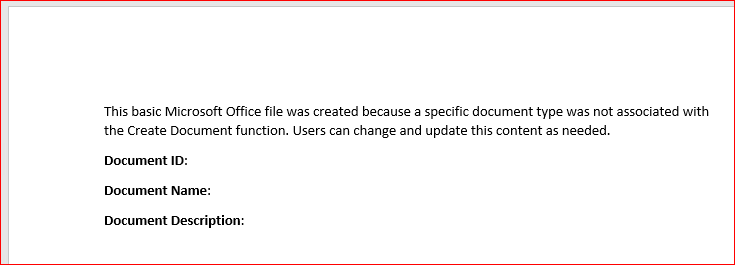 This basic Microsoft Office file was created because a specific document type was not associated with
the Create Document function. Users can change and update this content as needed.
Document ID:
Document Name:
Document Description: